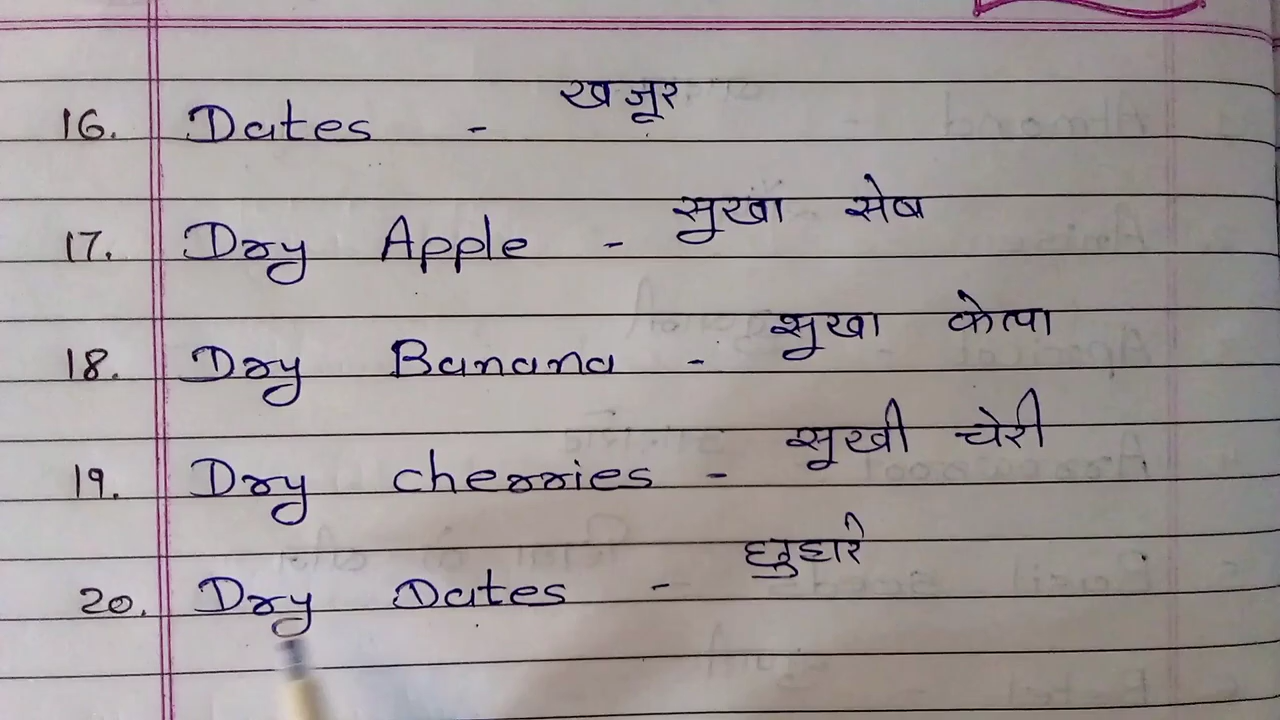 16. Dates - खजूर
17. Dry Apple - सुखा सेब
18. Dry Banana - सुखा केला
19. Dry cherries - सूखी चेरी
20. Dry Dates - छुहारे